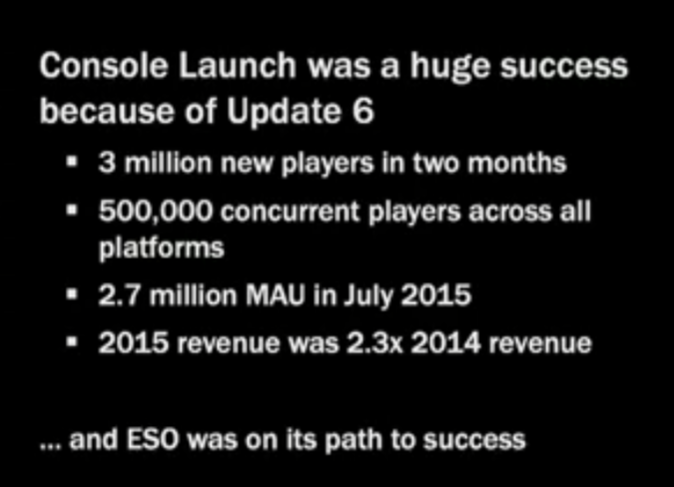 Console Launch was a huge success
because of Update 6
▪ 3 million new players in two months
▪ 500,000 concurrent players across all
platforms
▪ 2.7 million MAU in July 2015
▪ 2015 revenue was 2.3x 2014 revenue
... and ESO was on its path to success